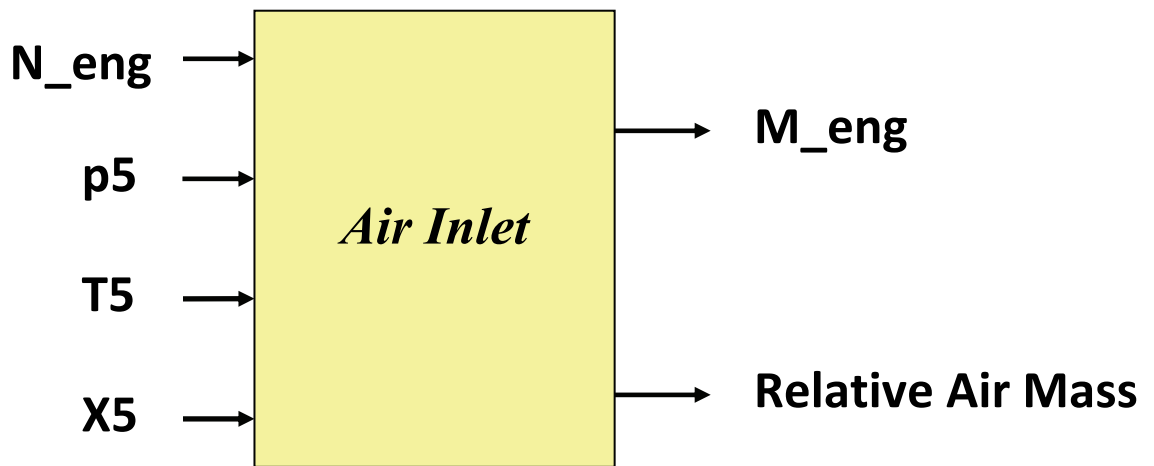 N_eng
p5
T5
X5
Air Inlet
M_eng
Relative Air Mass